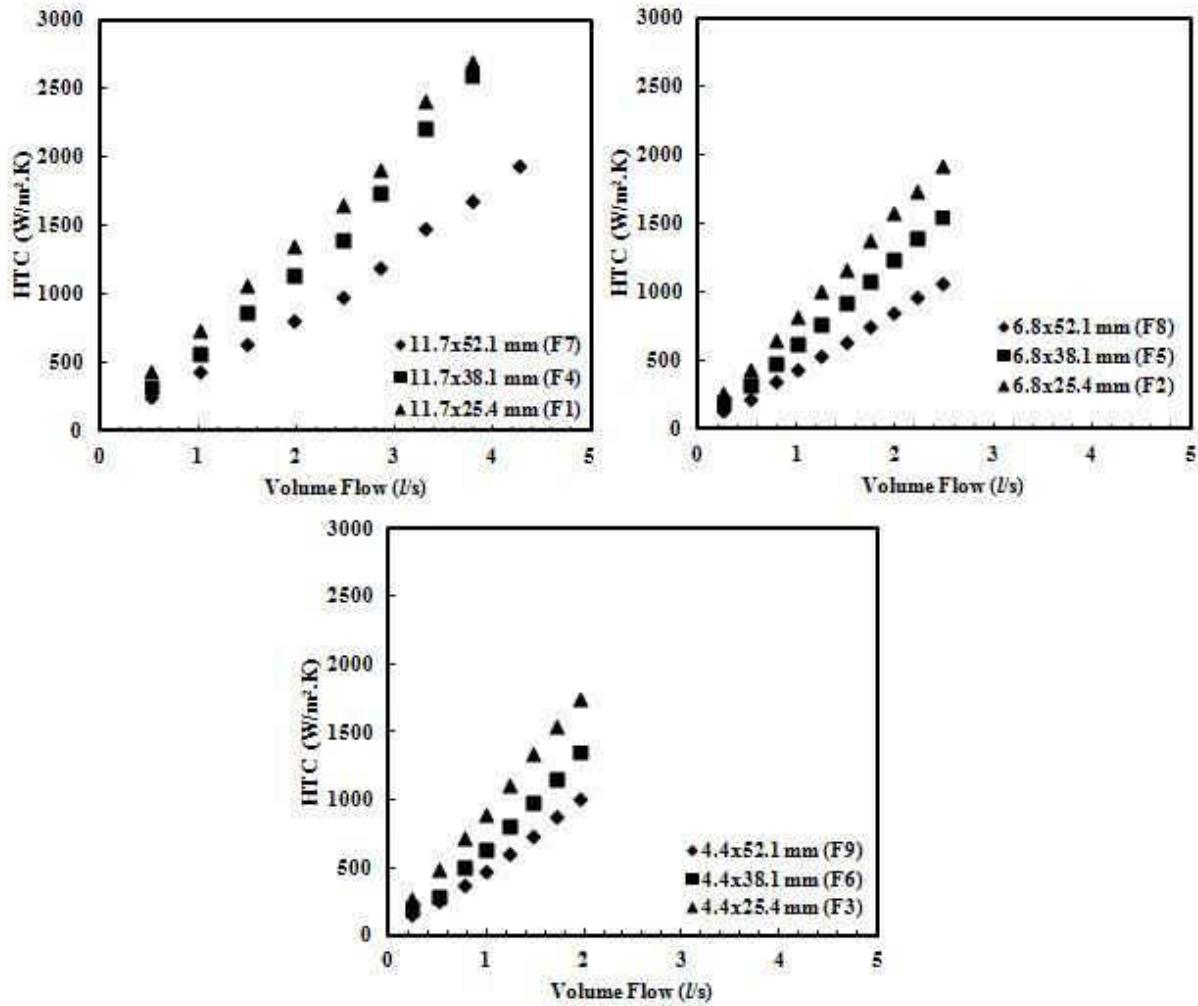 3000
2500
2000
1500
1000
500
0
HTC (W/m².K)
11.7x52.1 mm (F7)
11.7x38.1 mm (F4)
11.7x25.4 mm (F1)
0 1 2 3 4 5
Volume Flow (l/s)
3000
2500
2000
1500
1000
500
0
HTC (W/m².K)
6.8x52.1 mm (F8)
6.8x38.1 mm (F5)
6.8x25.4 mm (F2)
0 1 2 3 4 5
Volume Flow (l/s)
3000
2500
2000
1500
1000
500
0
HTC (W/m².K)
4.4x52.1 mm (F9)
4.4x38.1 mm (F6)
4.4x25.4 mm (F3)
0 1 2 3 4 5
Volume Flow (l/s)